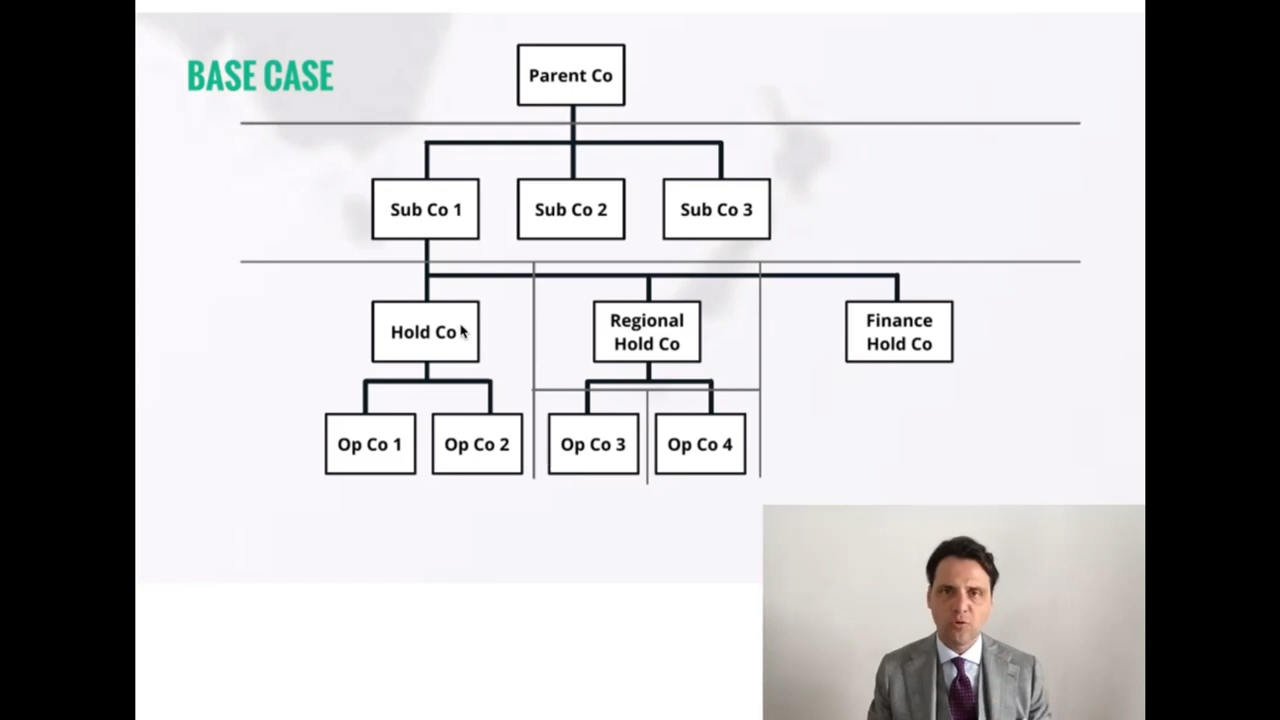 BASE CASE
Parent Co
Sub Co 1
Sub Co 2
Sub Co 3
Hold Co
Regional
Hold Co
Finance
Hold Co
Op Co 1
Op Co 2
Op Co 3
Op Co 4